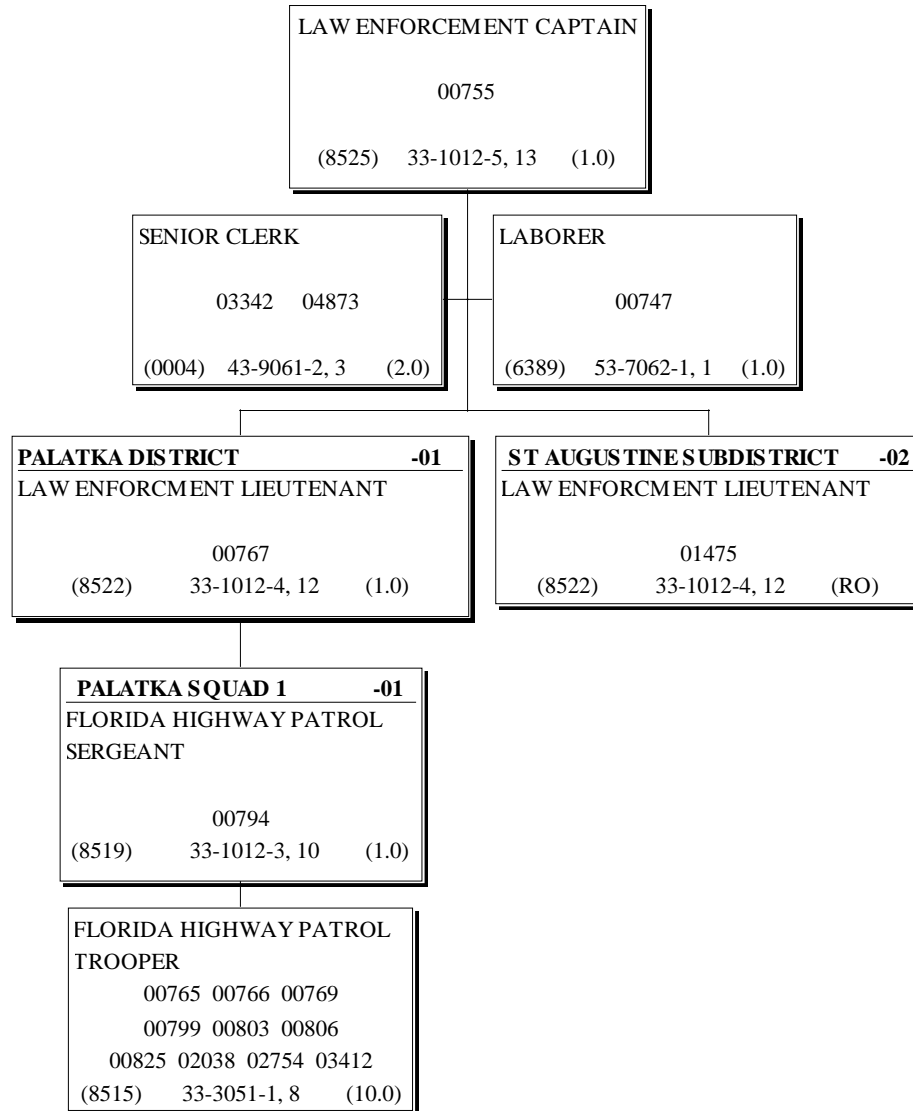 LAW ENFORCEMENT CAPTAIN
00755
(8525) 33-1012-5, 13 (1.0)
SENIOR CLERK
03342 04873
(0004) 43-9061-2, 3 (2.0)
LABORER
00747
(6389) 53-7062-1, 1 (1.0)
PALATKA DISTRICT -01
LAW ENFORCMENT LIEUTENANT
00767
(8522) 33-1012-4, 12 (1.0)
ST AUGUSTINE SUBDISTRICT -02
LAW ENFORCMENT LIEUTENANT
01475
(8522) 33-1012-4, 12 (RO)
PALATKA SQUAD 1 -01
FLORIDA HIGHWAY PATROL
SERGEANT
00794
(8519) 33-1012-3, 10 (1.0)
FLORIDA HIGHWAY PATROL
TROOPER
00765 00766 00769
00799 00803 00806
00825 02038 02754 03412
(8515) 33-3051-1, 8 (10.0)